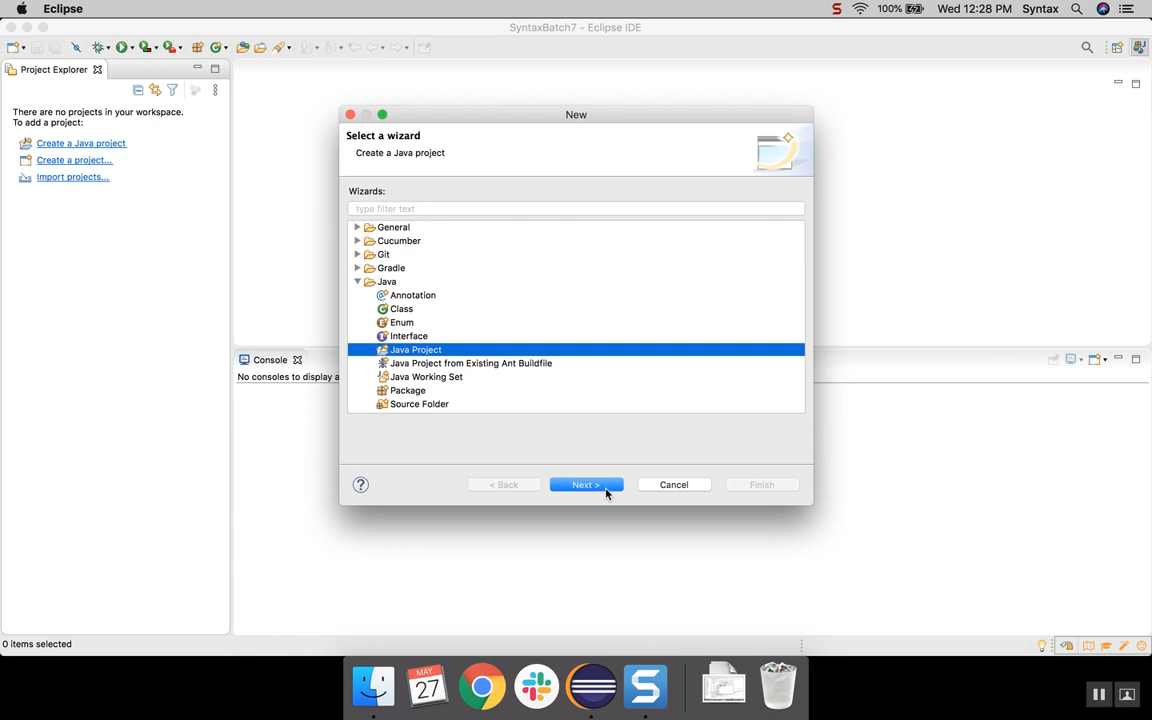 Eclipse
100%
Wed 12:28 PM
Syntax
SyntaxBatch7 - Eclipse IDE
Project Explorer
There are no projects in your workspace.
To add a project:
Create a Java project
Create a project...
Import projects...
New
Select a wizard
Create a Java project
Wizards:
type filter text
General
Cucumber
Git
Gradle
Java
Annotation
Class
Enum
Interface
Java Project
Java Project from Existing Ant Buildfile
Java Working Set
Package
Source Folder
< Back
Next >
Cancel
Finish
Console
No consoles to display a
0 items selected
MAY
27